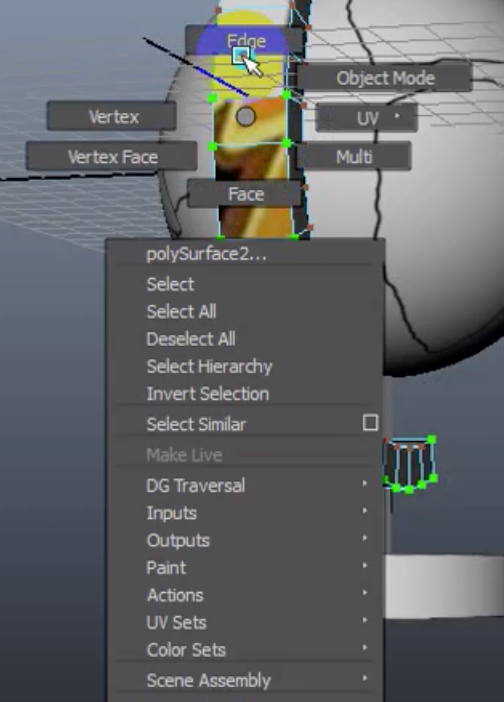 Edge
Object Mode
Vertex
UV
Vertex Face
Multi
Face
polySurface2...
Select
Select All
Deselect All
Select Hierarchy
Invert Selection
Select Similar
Make Live
DG Traversal
Inputs
Outputs
Paint
Actions
UV Sets
Color Sets
Scene Assembly